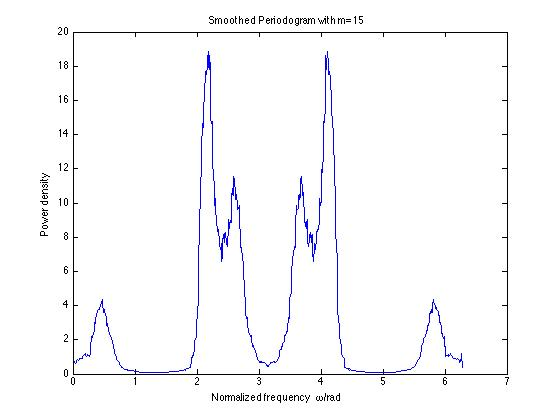 Smoothed Periodogram with m=15
20
18
16
14
12
10
8
6
4
2
0
Power density
0 1 2 3 4 5 6 7
Normalized frequency ω/rad